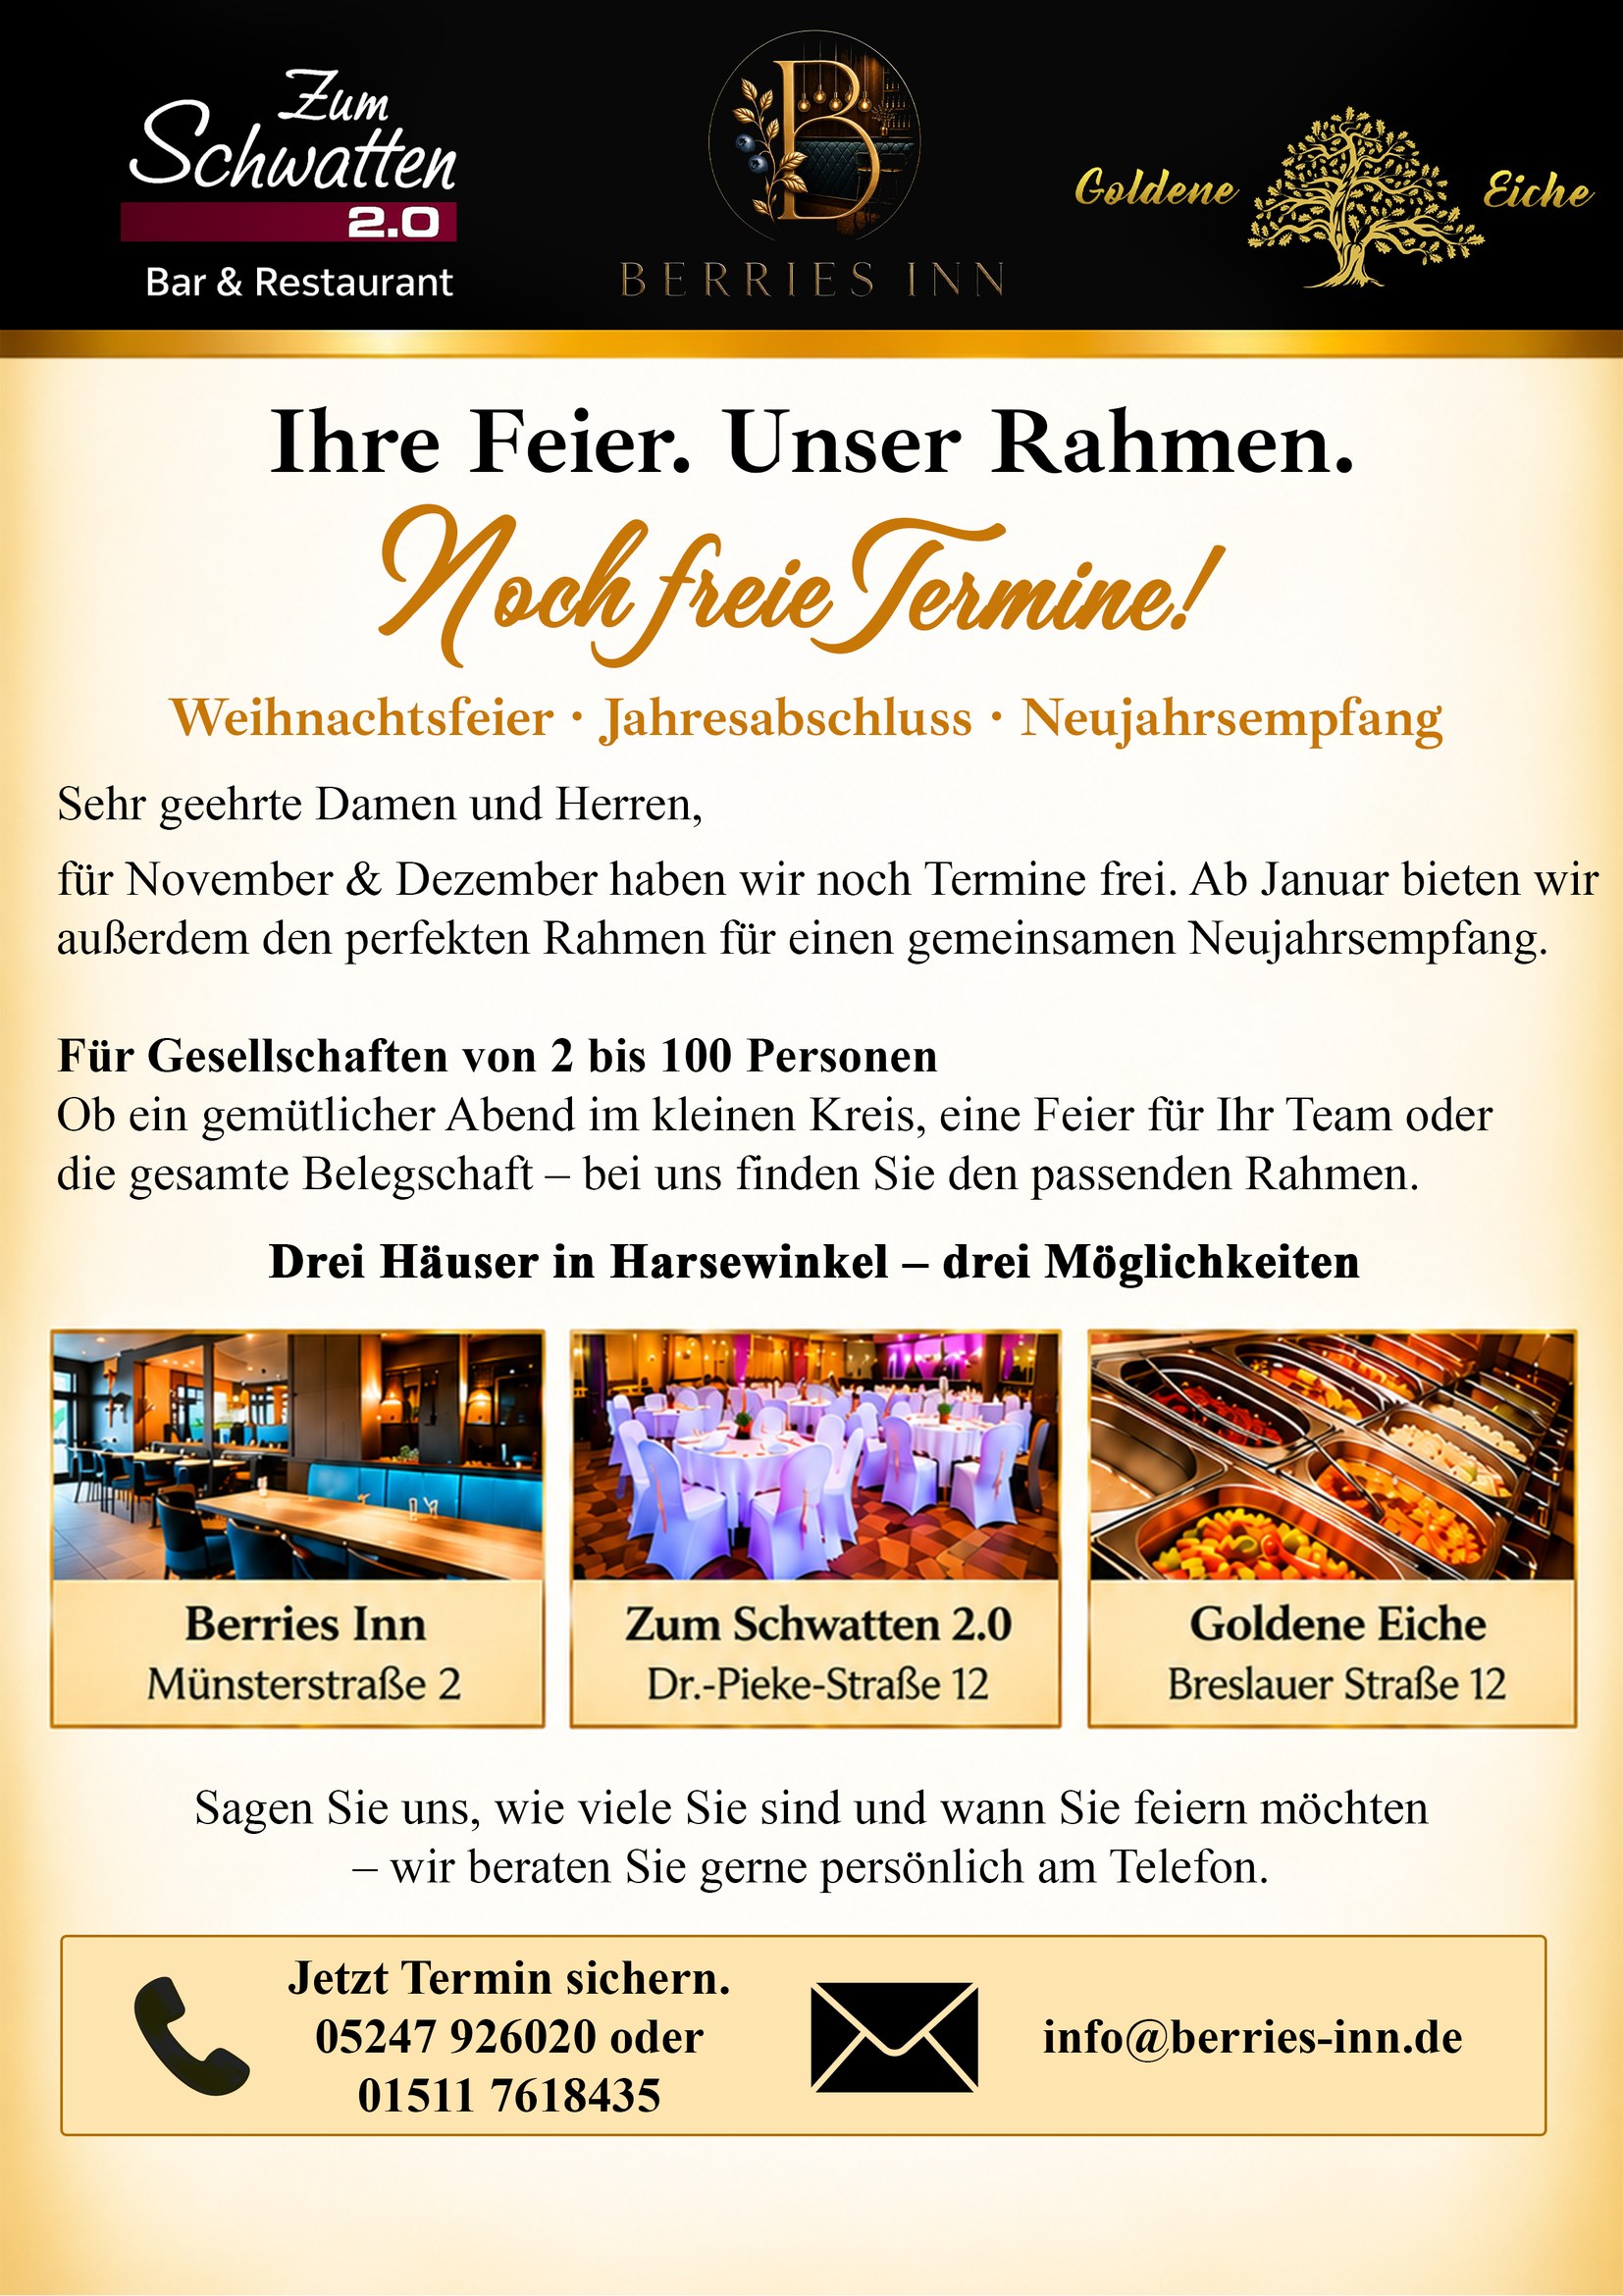 Zum
Schwatten
2.0
Bar & Restaurant
B
BERRIES INN
Goldene Eiche
Ihre Feier. Unser Rahmen.
Noch freie Termine!
Weihnachtsfeier · Jahresabschluss · Neujahrsempfang
Sehr geehrte Damen und Herren,
für November & Dezember haben wir noch Termine frei. Ab Januar bieten wir
außerdem den perfekten Rahmen für einen gemeinsamen Neujahrsempfang.
Für Gesellschaften von 2 bis 100 Personen
Ob ein gemütlicher Abend im kleinen Kreis, eine Feier für Ihr Team oder
die gesamte Belegschaft – bei uns finden Sie den passenden Rahmen.
Drei Häuser in Harsewinkel – drei Möglichkeiten
Berries Inn
Münsterstraße 2
Zum Schwatten 2.0
Dr.-Pieke-Straße 12
Goldene Eiche
Breslauer Straße 12
Sagen Sie uns, wie viele Sie sind und wann Sie feiern möchten
– wir beraten Sie gerne persönlich am Telefon.
Jetzt Termin sichern.
05247 926020 oder
01511 7618435
info@berries-inn.de